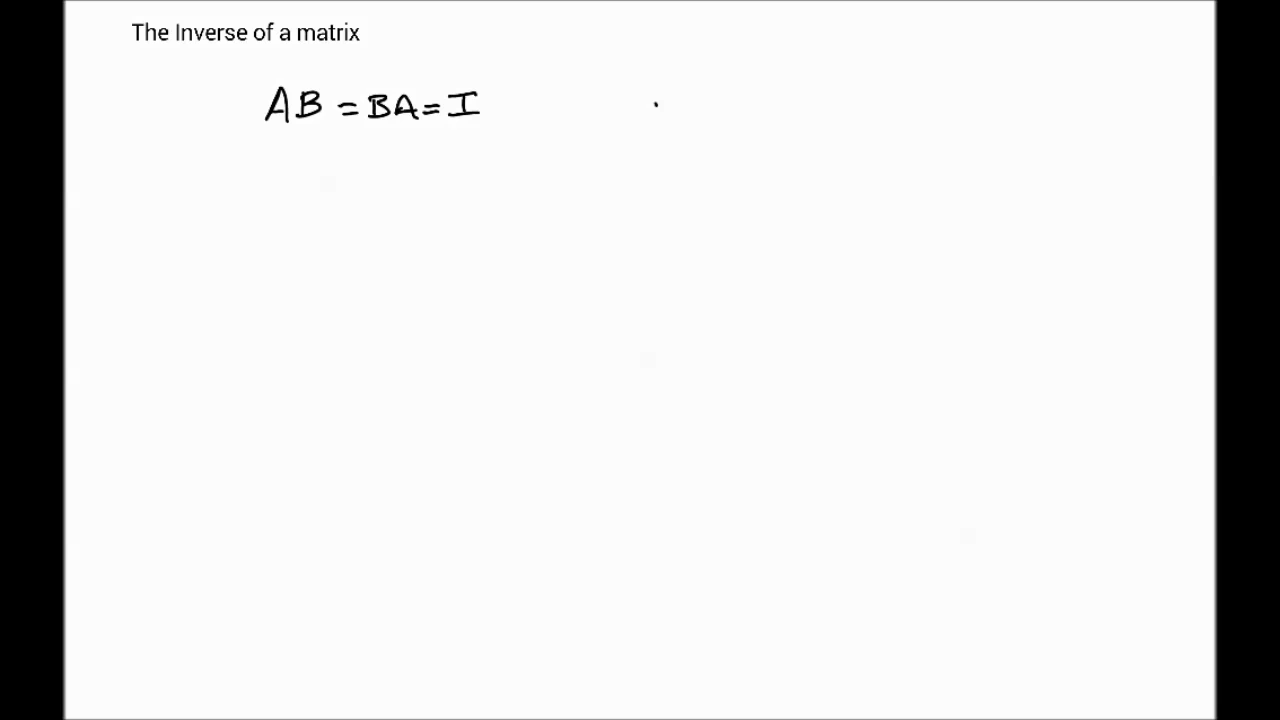 The Inverse of a matrix
AB = BA = I